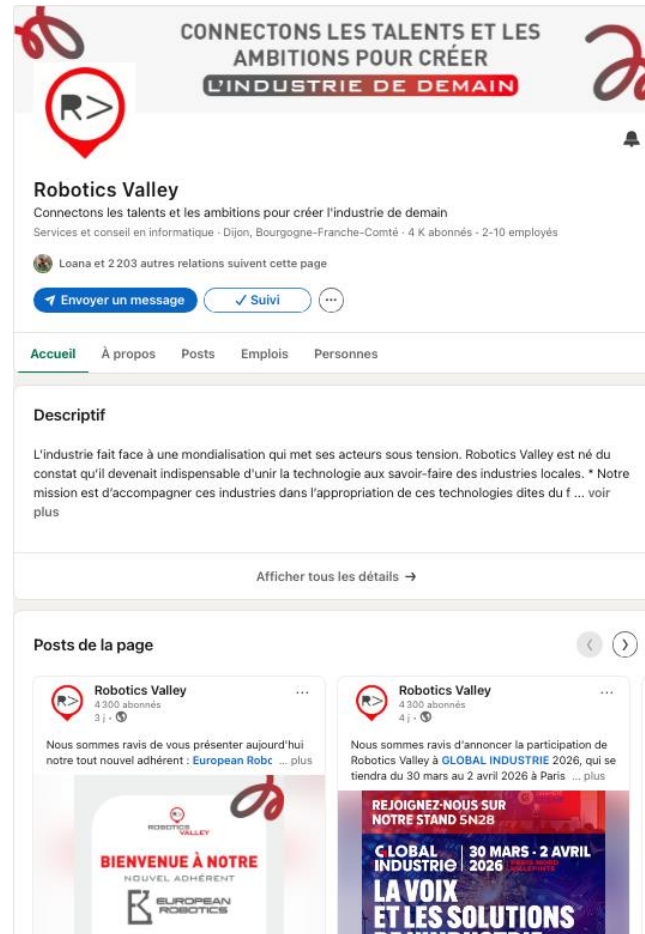 CONNECTONS LES TALENTS ET LES
AMBITIONS POUR CRÉER
L'INDUSTRIE DE DEMAIN
R>
Robotics Valley
Connectons les talents et les ambitions pour créer l'industrie de demain
Services et conseil en informatique · Dijon, Bourgogne-Franche-Comté · 4 K abonnés · 2-10 employés
Loana et 2 203 autres relations suivent cette page
Envoyer un message
Suivi
Accueil À propos Posts Emplois Personnes
Descriptif
L'industrie fait face à une mondialisation qui met ses acteurs sous tension. Robotics Valley est né du
constat qu'il devenait indispensable d'unir la technologie aux savoir-faire des industries locales. * Notre
mission est d'accompagner ces industries dans l'appropriation de ces technologies dites du f ... voir
plus
Afficher tous les détails →
Posts de la page
Robotics Valley
4 300 abonnés
3 j •
Nous sommes ravis de vous présenter aujourd'hui
notre tout nouvel adhérent : European Robc ... plus
ROBOTICS
VALLEY
BIENVENUE À NOTRE
NOUVEL ADHÉRENT
EUROPEAN
ROBOTICS
Robotics Valley
4 300 abonnés
4 j •
Nous sommes ravis d'annoncer la participation de
Robotics Valley à GLOBAL INDUSTRIE 2026, qui se
tiendra du 30 mars au 2 avril 2026 à Paris ... plus
REJOIGNEZ-NOUS SUR
NOTRE STAND 5N28
GLOBAL
INDUSTRIE
30 MARS - 2 AVRIL
2026 PARIS NORD
VILLEPINTE
LA VOIX
ET LES SOLUTIONS
DE L'INDUSTRIE